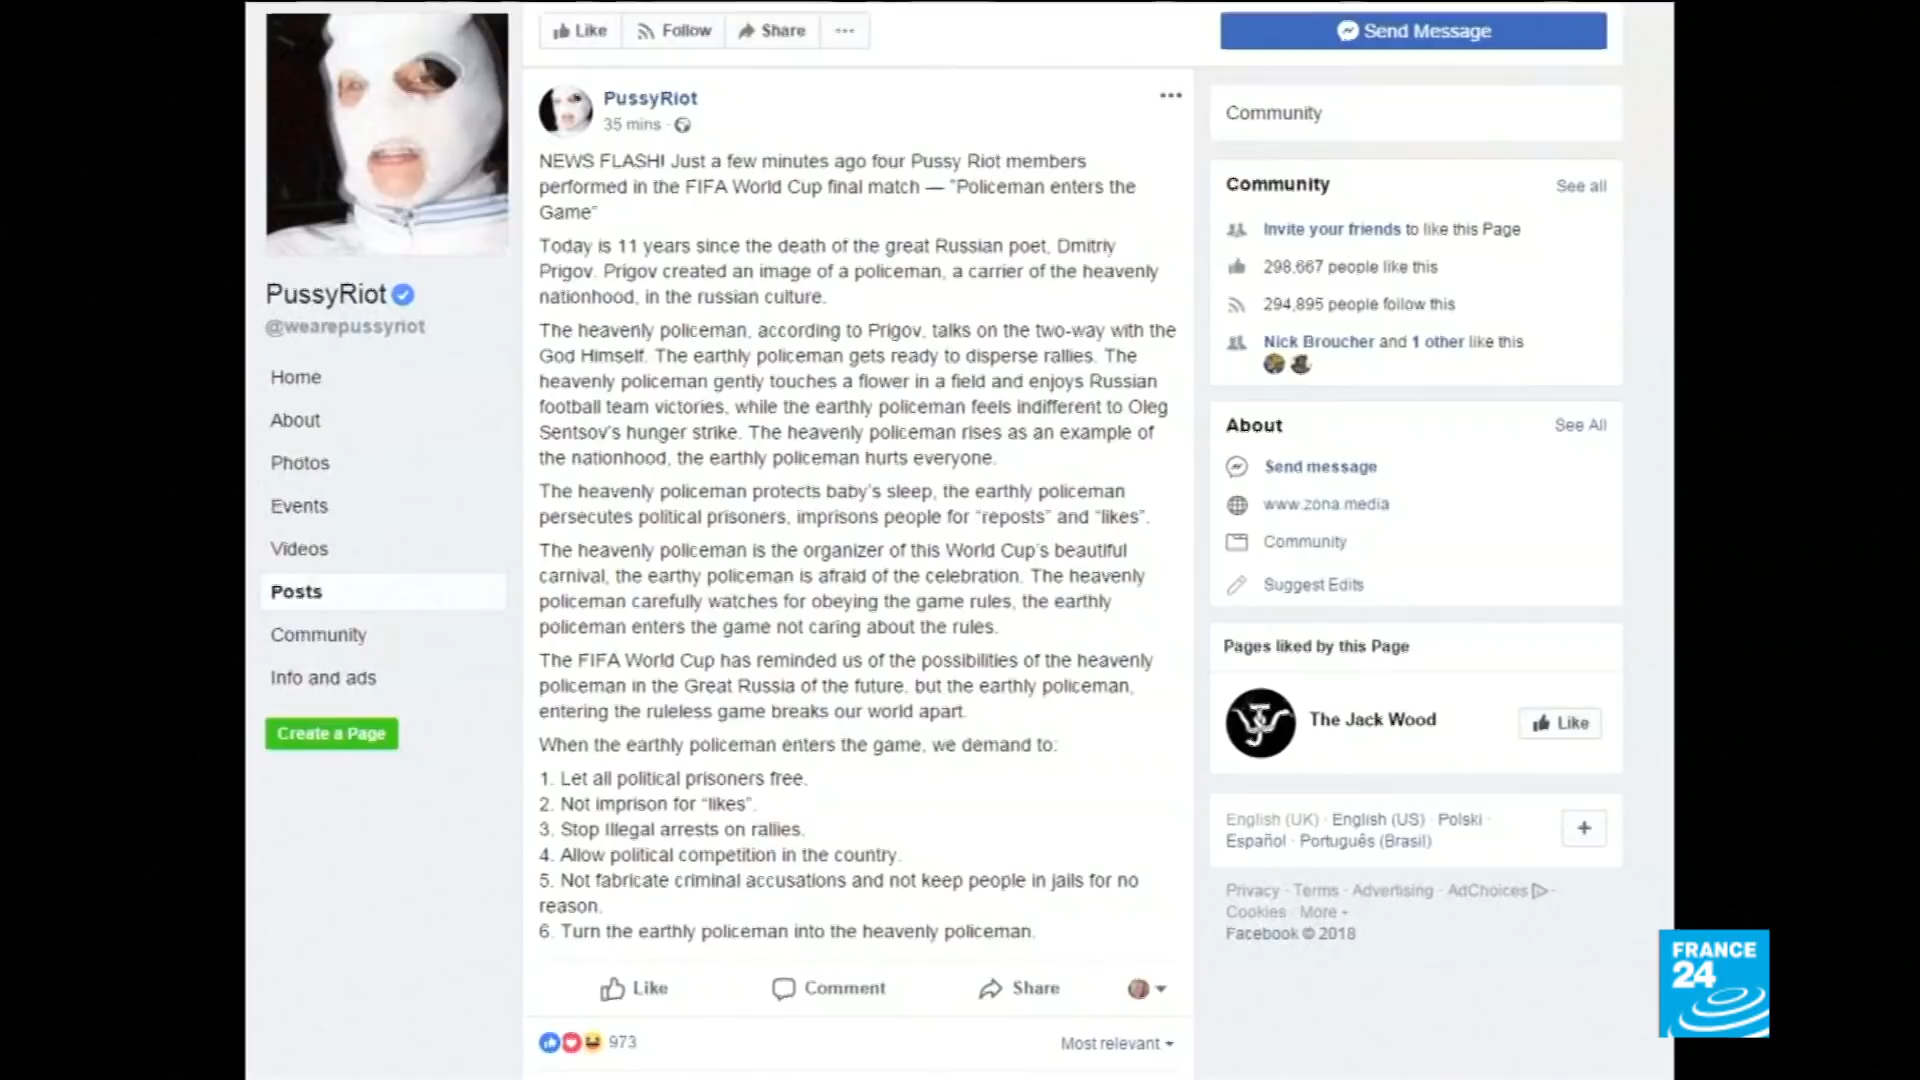 Like
Follow
Share
Send Message
PussyRiot
35 mins
NEWS FLASH! Just a few minutes ago four Pussy Riot members
performed in the FIFA World Cup final match — "Policeman enters the
Game"
Today is 11 years since the death of the great Russian poet, Dmitriy
Prigov. Prigov created an image of a policeman, a carrier of the heavenly
nationhood, in the russian culture.
The heavenly policeman, according to Prigov, talks on the two-way with the
God Himself. The earthly policeman gets ready to disperse rallies. The
heavenly policeman gently touches a flower in a field and enjoys Russian
football team victories, while the earthly policeman feels indifferent to Oleg
Sentsov's hunger strike. The heavenly policeman rises as an example of
the nationhood, the earthly policeman hurts everyone.
The heavenly policeman protects baby's sleep, the earthly policeman
persecutes political prisoners, imprisons people for "reposts" and "likes".
The heavenly policeman is the organizer of this World Cup's beautiful
carnival, the earthy policeman is afraid of the celebration. The heavenly
policeman carefully watches for obeying the game rules, the earthly
policeman enters the game not caring about the rules.
The FIFA World Cup has reminded us of the possibilities of the heavenly
policeman in the Great Russia of the future, but the earthly policeman,
entering the ruleless game breaks our world apart.
When the earthly policeman enters the game, we demand to:
1. Let all political prisoners free.
2. Not imprison for "likes".
3. Stop Illegal arrests on rallies.
4. Allow political competition in the country.
5. Not fabricate criminal accusations and not keep people in jails for no
reason.
6. Turn the earthly policeman into the heavenly policeman.
Like
Comment
Share
973
Most relevant
PussyRiot
@wearepussyriot
Home
About
Photos
Events
Videos
Posts
Community
Info and ads
Create a Page
Community
Community
See all
Invite your friends to like this Page
298,667 people like this
294,895 people follow this
Nick Broucher and 1 other like this
About
See All
Send message
www.zona.media
Community
Suggest Edits
Pages liked by this Page
The Jack Wood
Like
English (UK) · English (US) · Polski ·
Español · Português (Brasil)
Privacy · Terms · Advertising · AdChoices ·
Cookies · More
Facebook © 2018
FRANCE
24